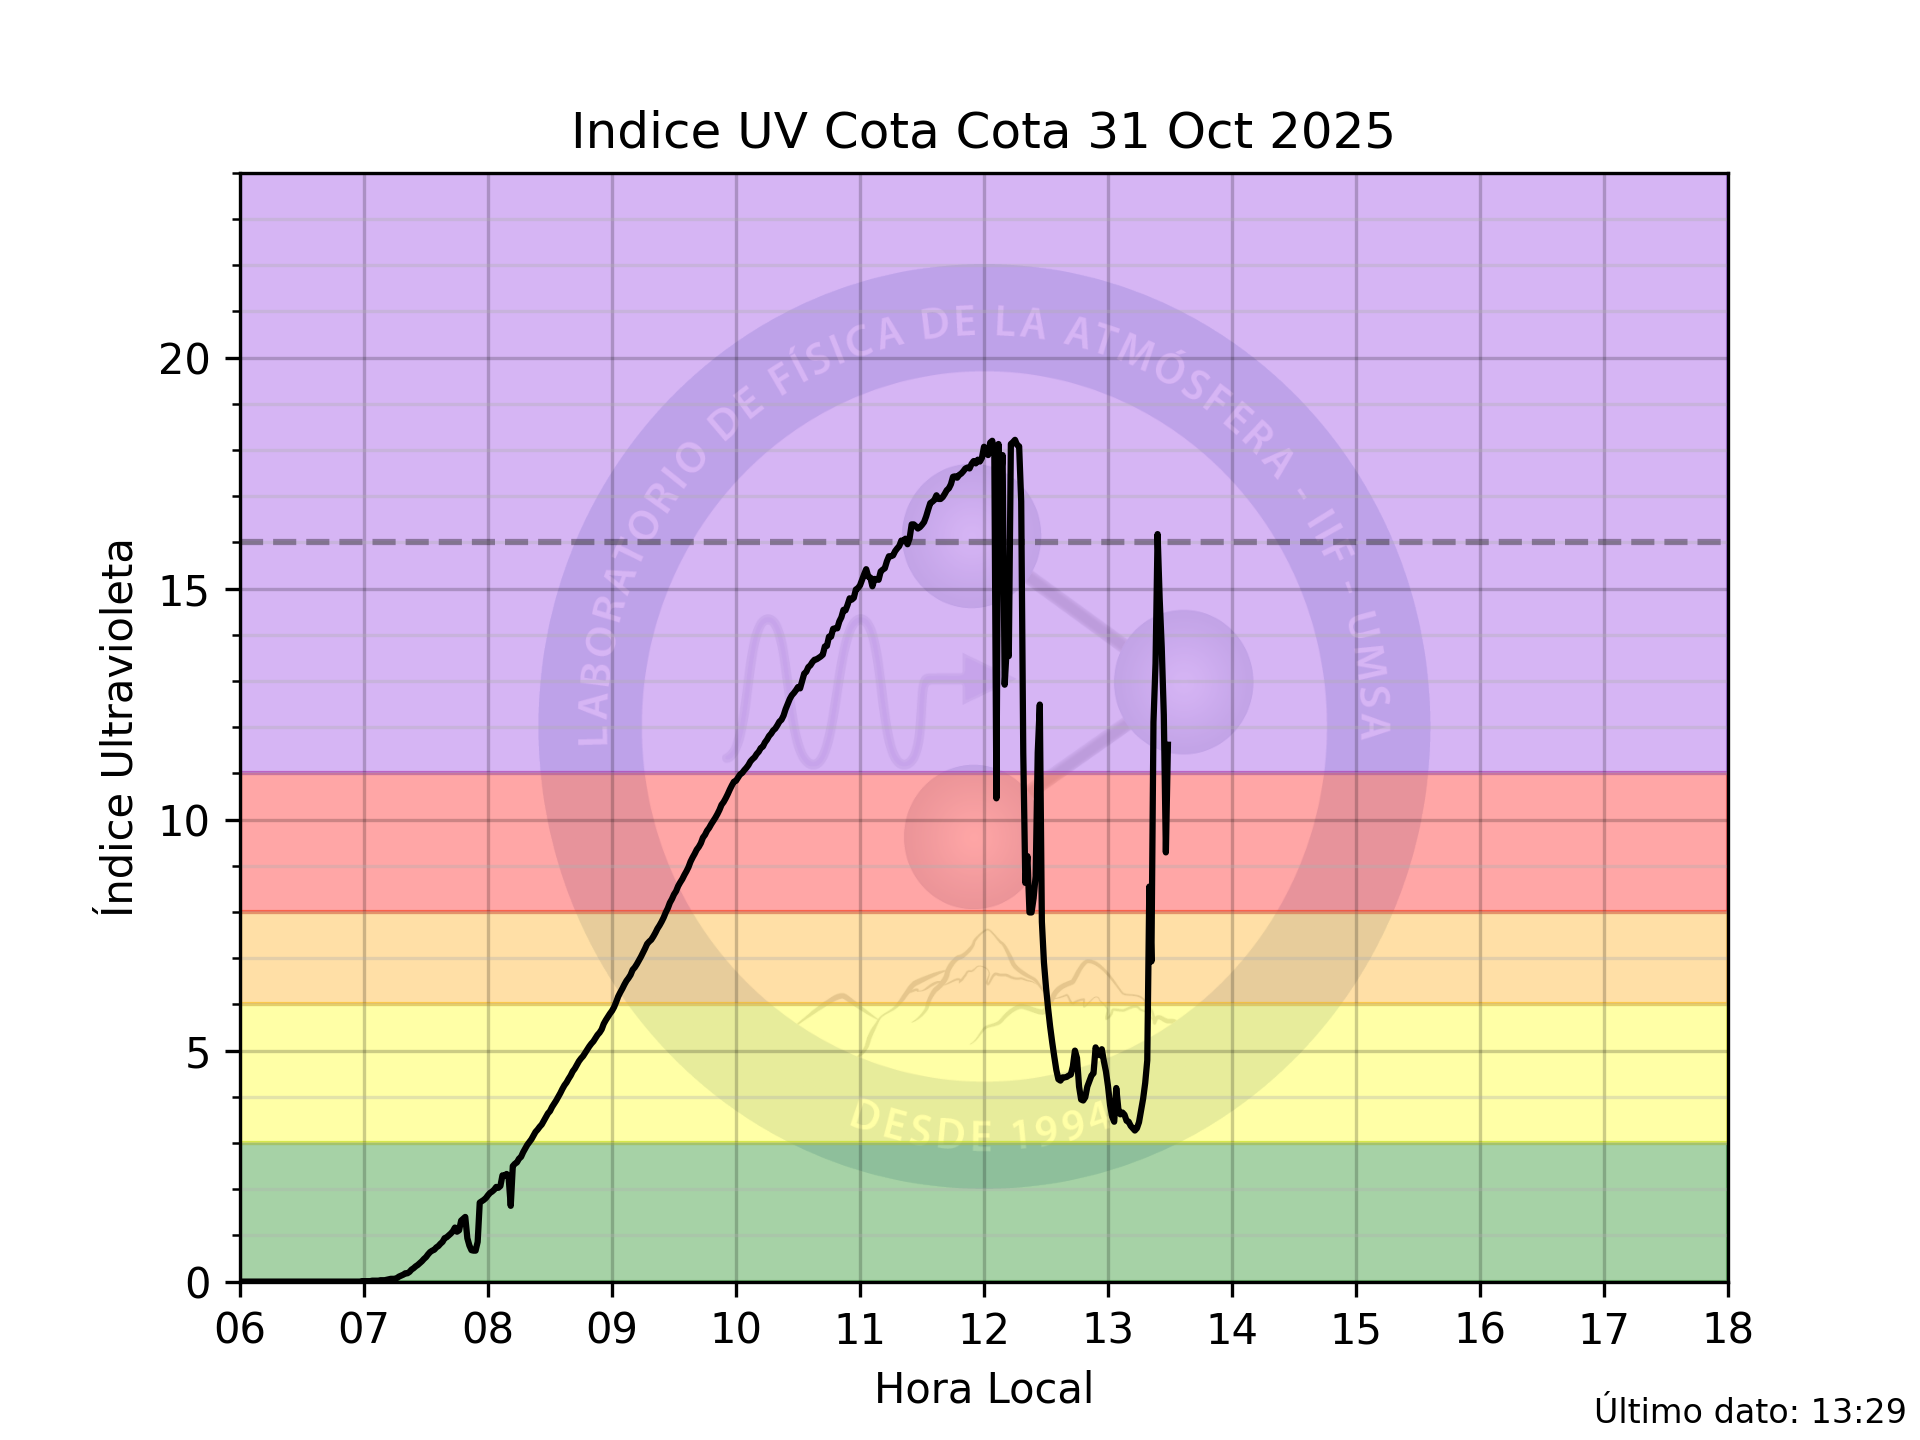 Indice UV Cota Cota 31 Oct 2025
LABORATORIO DE FÍSICA DE LA ATMÓSFERA - IIF - UMSA
20
15
10
5
0
Índice Ultravioleta
DESDE 1994
06 07 08 09 10 11 12 13 14 15 16 17 18
Hora Local
Último dato: 13:29